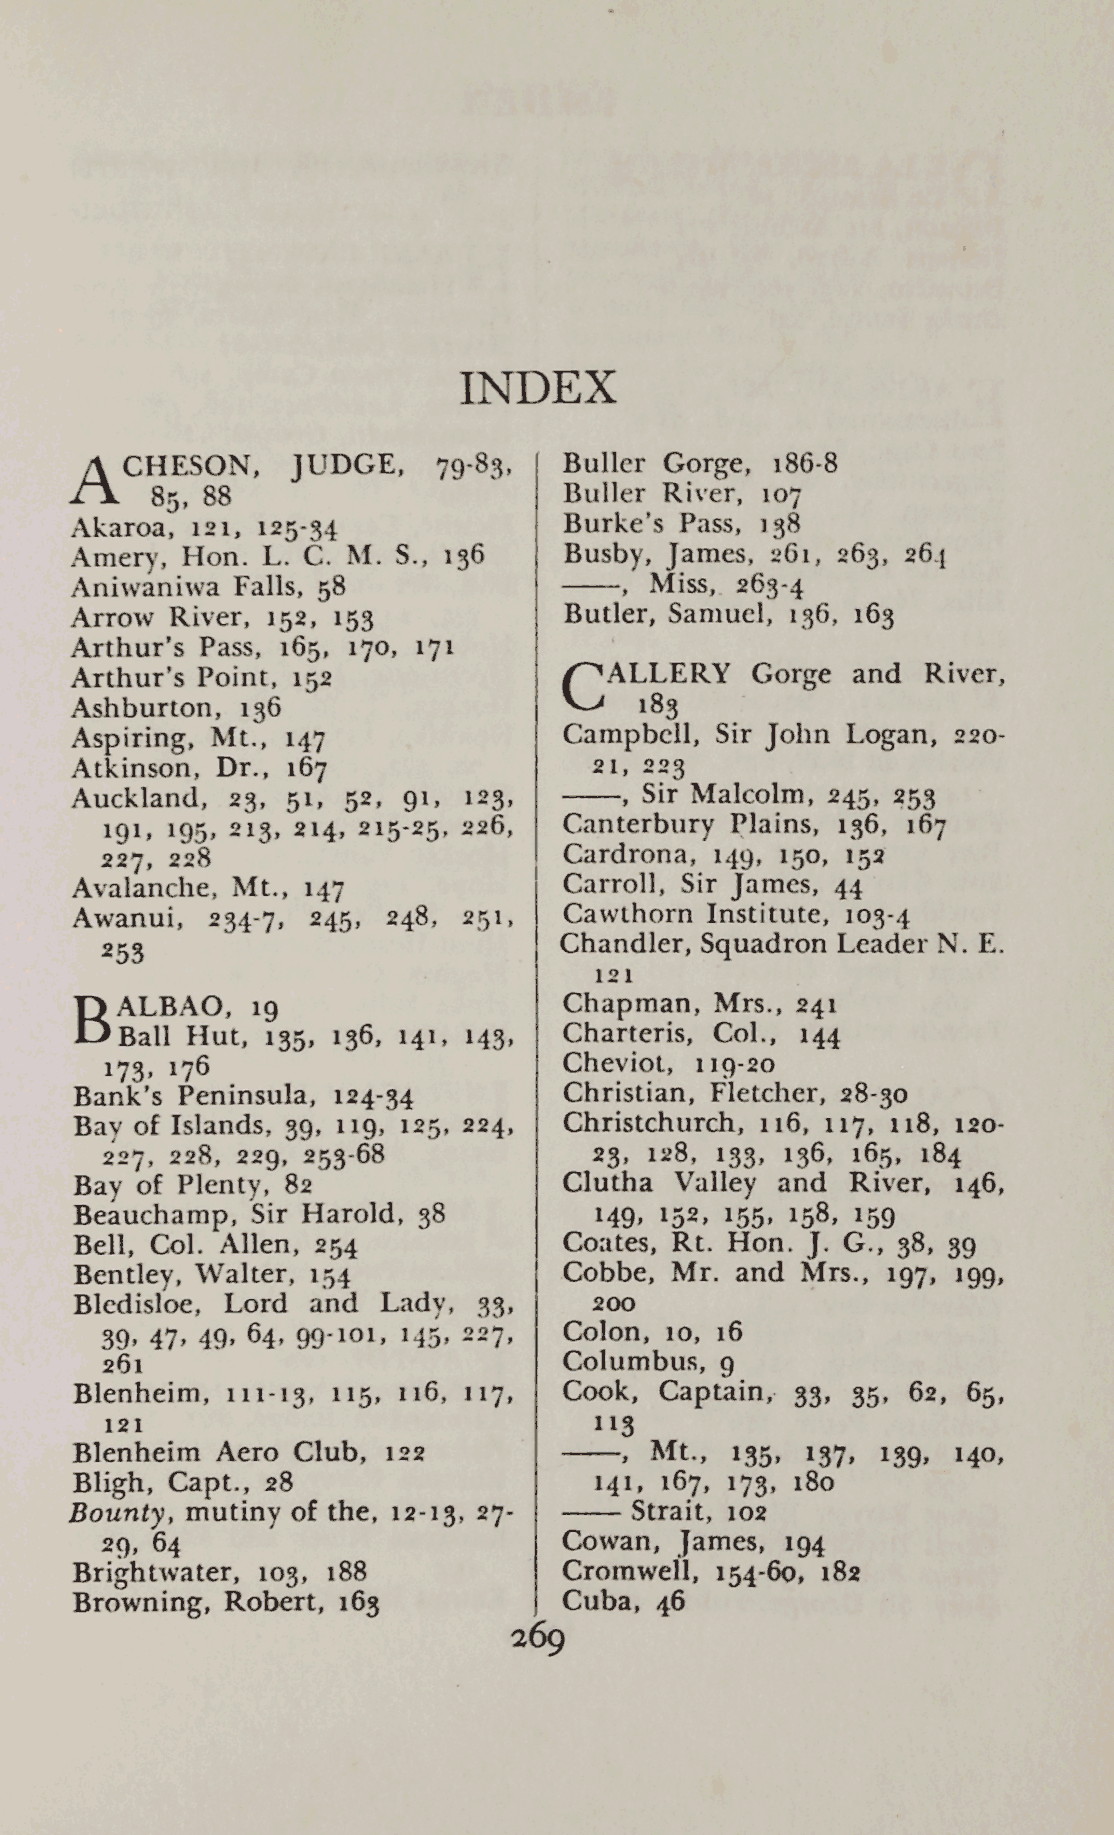 INDEX
ACHESON, JUDGE, 79-83,
85, 88
Akaroa, 121, 125-34
Amery, Hon. L. C. M. S., 136
Aniwaniwa Falls, 58
Arrow River, 152, 153
Arthur's Pass, 165, 170, 171
Arthur's Point, 152
Ashburton, 136
Aspiring, Mt., 147
Atkinson, Dr., 167
Auckland, 23, 51, 52, 91, 123,
191, 195, 213, 214, 215-25, 226,
227, 228
Avalanche, Mt., 147
Awanui, 234-7, 245, 248, 251,
253
BALBAO, 19
Ball Hut, 135, 136, 141, 143,
173, 176
Bank's Peninsula, 124-34
Bay of Islands, 39, 119, 125, 224,
227, 228, 229, 253-68
Bay of Plenty, 82
Beauchamp, Sir Harold, 38
Bell, Col. Allen, 254
Bentley, Walter, 154
Bledisloe, Lord and Lady, 33,
39, 47, 49, 64, 99-101, 145, 227,
261
Blenheim, 111-13, 115, 116, 117,
121
Blenheim Aero Club, 122
Bligh, Capt., 28
Bounty, mutiny of the, 12-13, 27-
29, 64
Brightwater, 103, 188
Browning, Robert, 163
Buller Gorge, 186-8
Buller River, 107
Burke's Pass, 138
Busby, James, 261, 263, 264
——, Miss, 263-4
Butler, Samuel, 136, 163
CALLERY Gorge and River,
183
Campbell, Sir John Logan, 220-
21, 223
——, Sir Malcolm, 245, 253
Canterbury Plains, 136, 167
Cardrona, 149, 150, 152
Carroll, Sir James, 44
Cawthorn Institute, 103-4
Chandler, Squadron Leader N. E.
121
Chapman, Mrs., 241
Charteris, Col., 144
Cheviot, 119-20
Christian, Fletcher, 28-30
Christchurch, 116, 117, 118, 120-
23, 128, 133, 136, 165, 184
Clutha Valley and River, 146,
149, 152, 155, 158, 159
Coates, Rt. Hon. J. G., 38, 39
Cobbe, Mr. and Mrs., 197, 199,
200
Colon, 10, 16
Columbus, 9
Cook, Captain, 33, 35, 62, 65,
113
——, Mt., 135, 137, 139, 140,
141, 167, 173, 180
—— Strait, 102
Cowan, James, 194
Cromwell, 154-60, 182
Cuba, 46
269